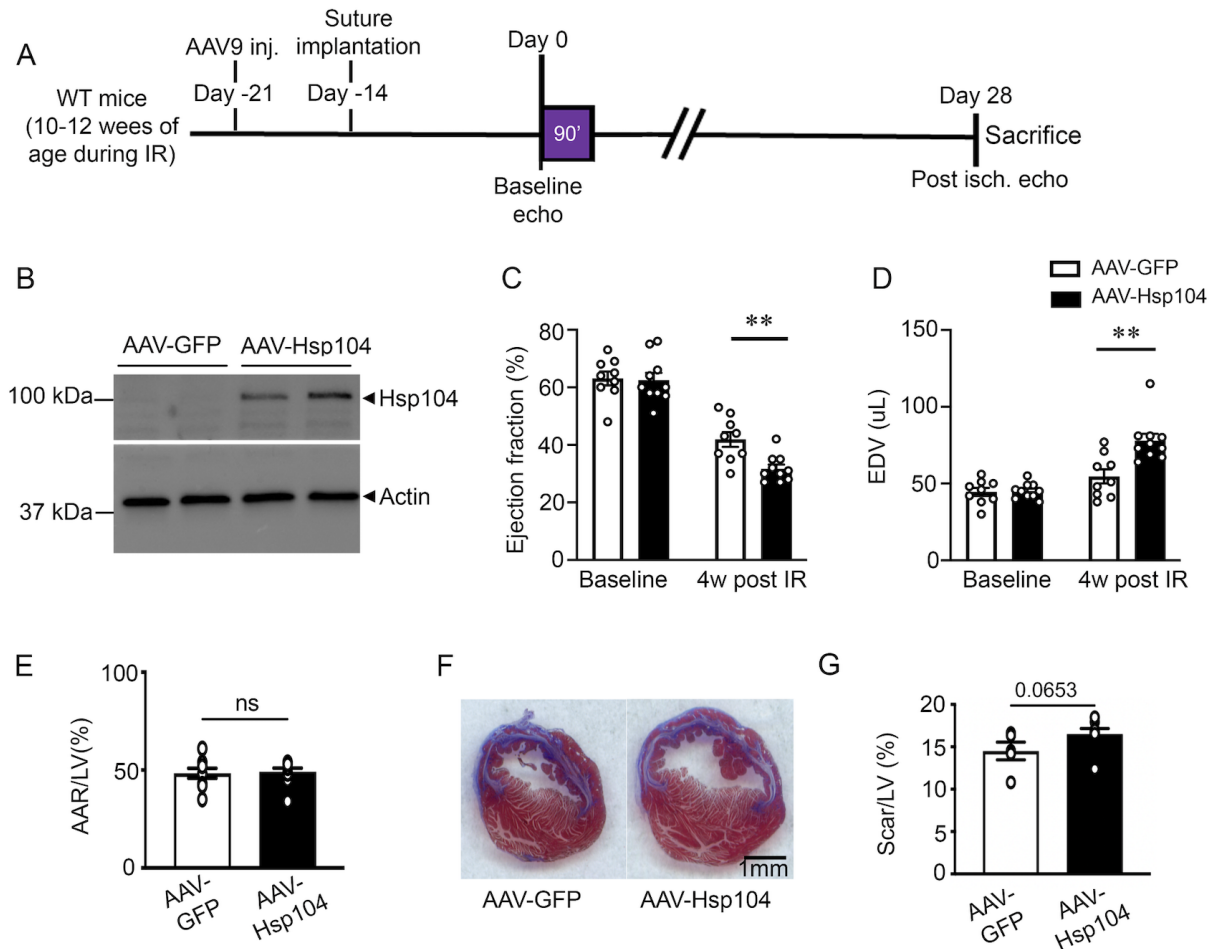 A
AAV9 inj.
Suture
implantation
Day 0
Day -21
Day -14
WT mice
(10-12 wees of
age during IR)
90'
Day 28
Sacrifice
Baseline
echo
Post isch. echo
B
AAV-GFP
AAV-Hsp104
100 kDa
Hsp104
Actin
37 kDa
C
**
Ejection fraction (%)
80
60
40
20
0
Baseline
4w post IR
D
AAV-GFP
AAV-Hsp104
**
EDV (uL)
150
100
50
0
Baseline
4w post IR
E
ns
AAR/LV(%)
100
50
0
AAV-
GFP
AAV-
Hsp104
F
1mm
AAV-GFP
AAV-Hsp104
G
0.0653
Scar/LV (%)
20
15
10
5
0
AAV-
GFP
AAV-
Hsp104